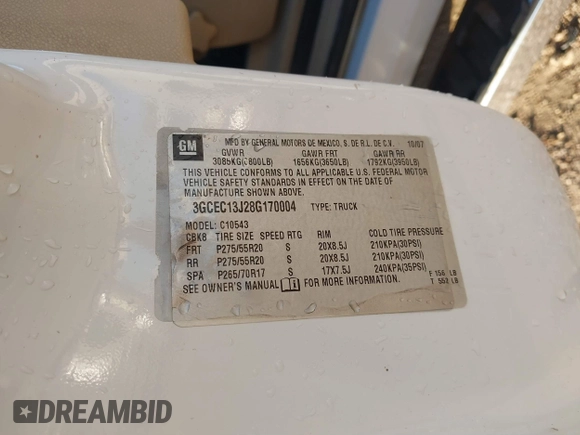 GM
MFD BY GENERAL MOTORS DE MEXICO, S. DE R.L. DE C.V. 10/07
GVWR GAWR FRT GAWR RR
3085KG(6800LB) 1656KG(3650LB) 1792KG(3950LB)
THIS VEHICLE CONFORMS TO ALL APPLICABLE U.S. FEDERAL MOTOR
VEHICLE SAFETY STANDARDS IN EFFECT ON THE DATE OF
MANUFACTURE SHOWN ABOVE.
3GCEC13J28G170004 TYPE: TRUCK
MODEL: C10543
CBK8 TIRE SIZE SPEED RTG RIM COLD TIRE PRESSURE
FRT P275/55R20 S 20X8.5J 210KPA(30PSI)
RR P275/55R20 S 20X8.5J 210KPA(30PSI)
SPA P265/70R17 S 17X7.5J 240KPA(35PSI) F 156 LB
SEE OWNER'S MANUAL FOR MORE INFORMATION. T 552 LB
DREAMBID